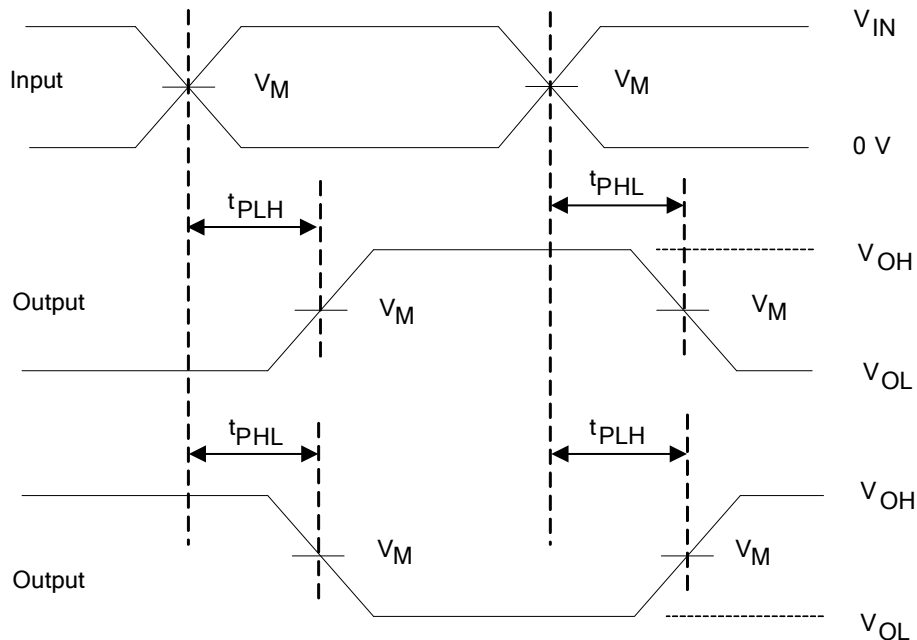 V_IN
Input
V_M
V_M
0 V
t_PLH
t_PHL
V_OH
Output
V_M
V_M
V_OL
t_PHL
t_PLH
V_OH
V_M
V_M
Output
V_OL